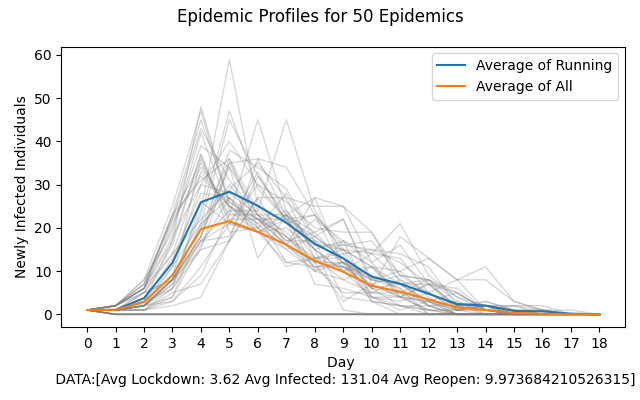 Epidemic Profiles for 50 Epidemics
Average of Running
Average of All
60
50
40
30
20
10
0
Newly Infected Individuals
0 1 2 3 4 5 6 7 8 9 10 11 12 13 14 15 16 17 18
Day
DATA:[Avg Lockdown: 3.62 Avg Infected: 131.04 Avg Reopen: 9.973684210526315]